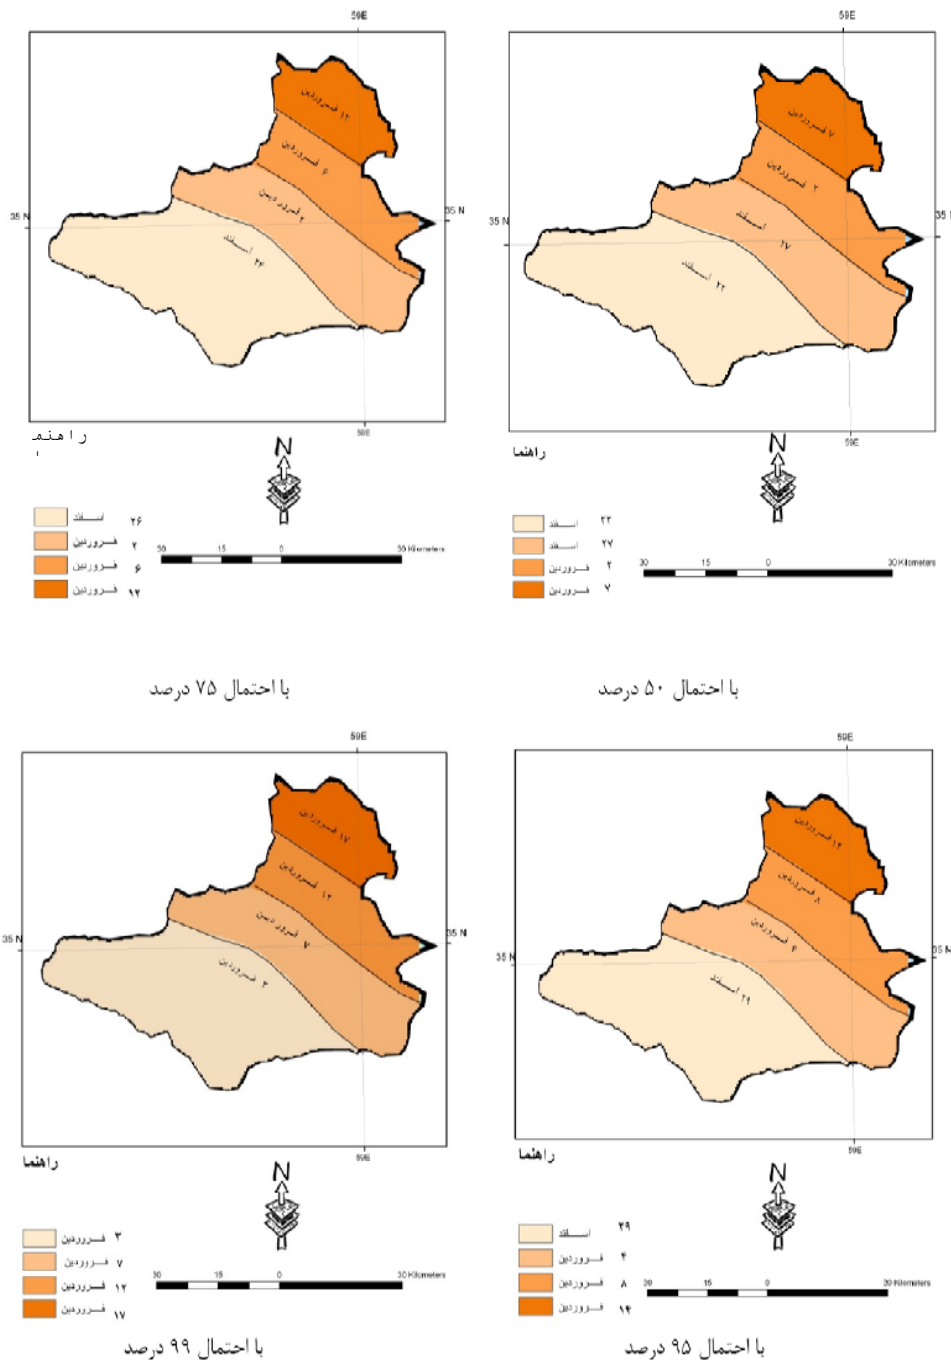 59E
۱۲ فروردین
۶ فروردین
۲ فروردین
۲۶ اسفند
35 N
35 N
59E
راهنما
N
۲۶ اسفند
۲ فروردین
۶ فروردین
۱۲ فروردین
30 15 0 30 Kilometers
با احتمال ۷۵ درصد
59E
۷ فروردین
۲ فروردین
۲۷ اسفند
۲۲ اسفند
35 N
35 N
59E
راهنما
N
اسفند
۲۷ اسفند
۲ فروردین
۷ فروردین
30 15 0 30 Kilometers
با احتمال ۵۰ درصد
59E
۱۷ فروردین
۱۲ فروردین
۷ فروردین
۳ فروردین
35 N
35 N
59E
راهنما
N
۳ فروردین
۷ فروردین
۱۲ فروردین
۱۷ فروردین
30 15 0 30 Kilometers
با احتمال ۹۹ درصد
59E
۱۴ فروردین
۸ فروردین
۴ فروردین
۲۹ اسفند
35 N
35 N
59E
راهنما
N
۲۹ اسفند
۴ فروردین
۸ فروردین
۱۴ فروردین
30 15 0 30 Kilometers
با احتمال ۹۵ درصد